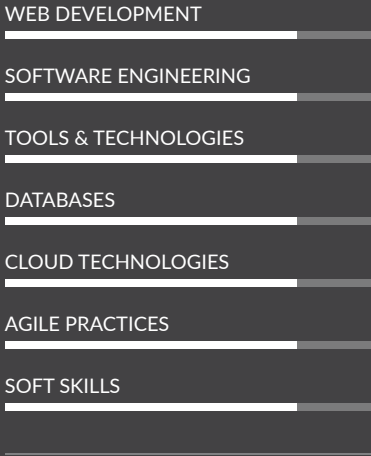 WEB DEVELOPMENT
SOFTWARE ENGINEERING
TOOLS & TECHNOLOGIES
DATABASES
CLOUD TECHNOLOGIES
AGILE PRACTICES
SOFT SKILLS